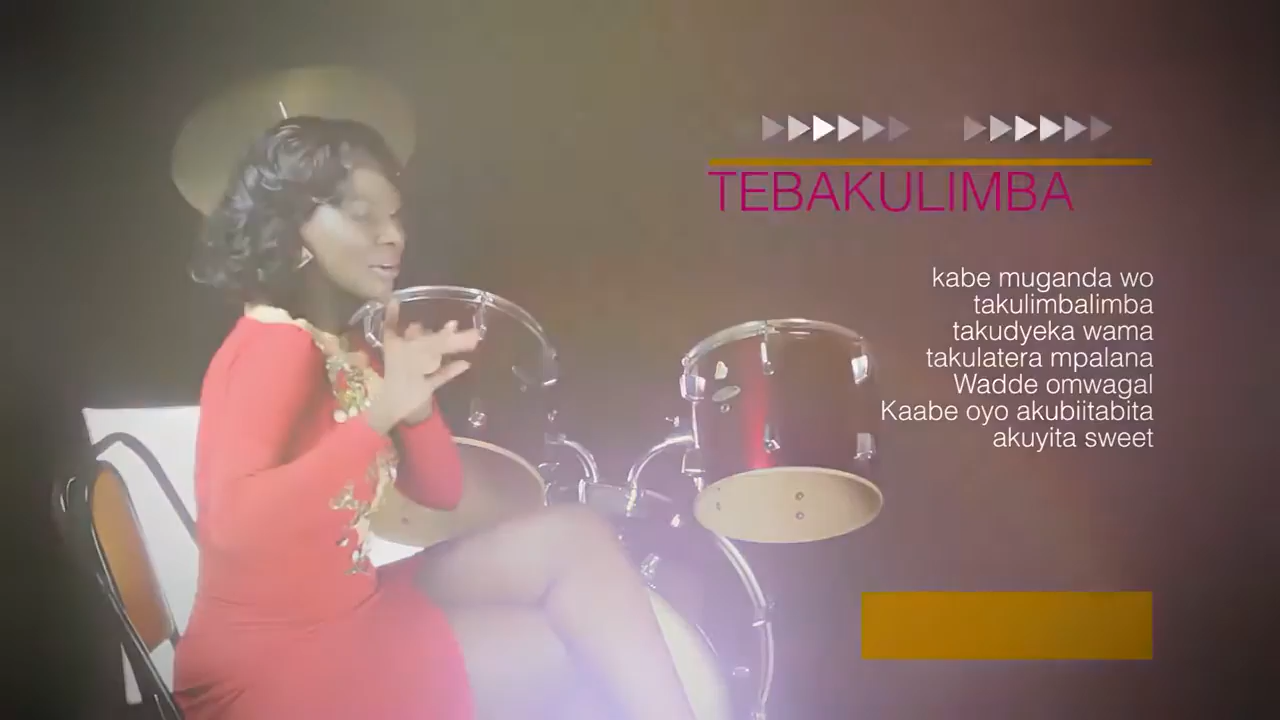 TEBAKULIMBA
kabe muganda wo
takulimbalimba
takudyeka wama
takulatera mpalana
Wadde omwagal
Kaabe oyo akubiitabita
akuyita sweet